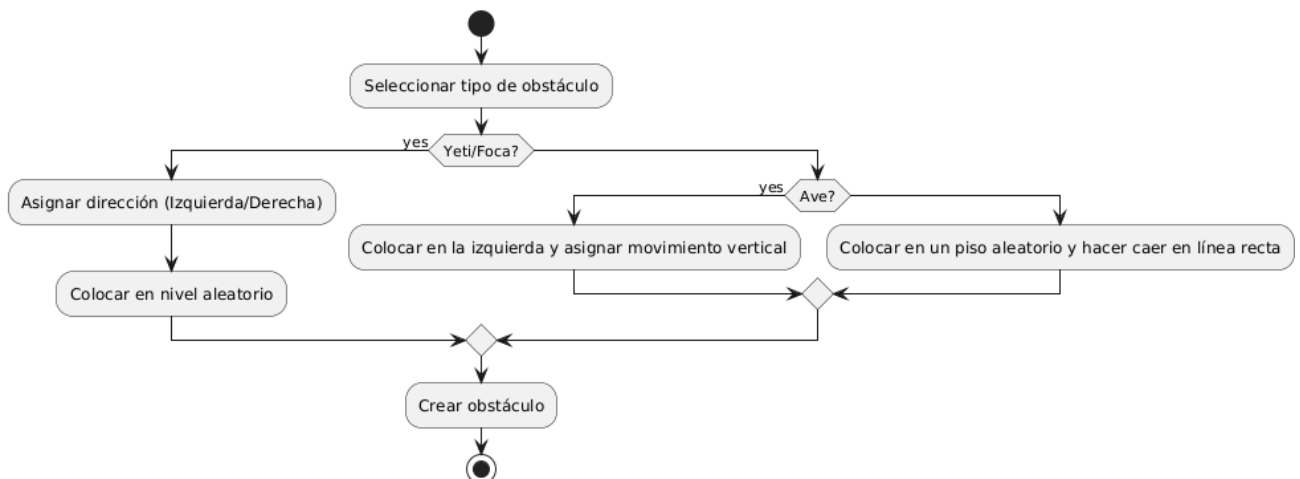 Seleccionar tipo de obstáculo
yes
Yeti/Foca?
Asignar dirección (Izquierda/Derecha)
Colocar en nivel aleatorio
yes
Ave?
Colocar en la izquierda y asignar movimiento vertical
Colocar en un piso aleatorio y hacer caer en línea recta
Crear obstáculo